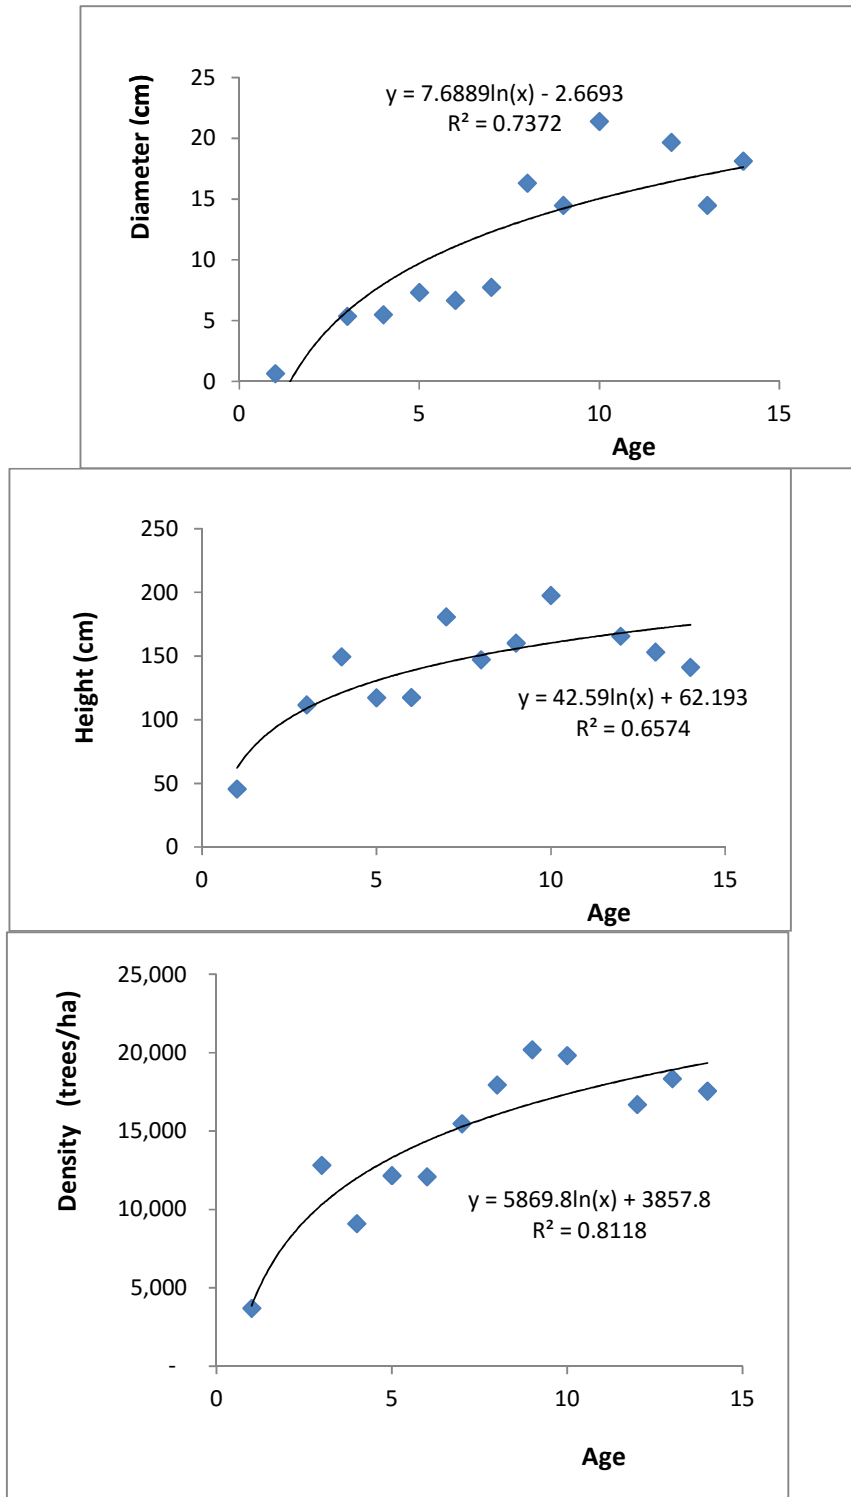 Diameter (cm)
25
20
15
10
5
0
y = 7.6889ln(x) - 2.6693
R² = 0.7372
0 5 10 15
Age
Height (cm)
250
200
150
100
50
0
y = 42.59ln(x) + 62.193
R² = 0.6574
0 5 10 15
Age
Density (trees/ha)
25,000
20,000
15,000
10,000
5,000
-
y = 5869.8ln(x) + 3857.8
R² = 0.8118
0 5 10 15
Age